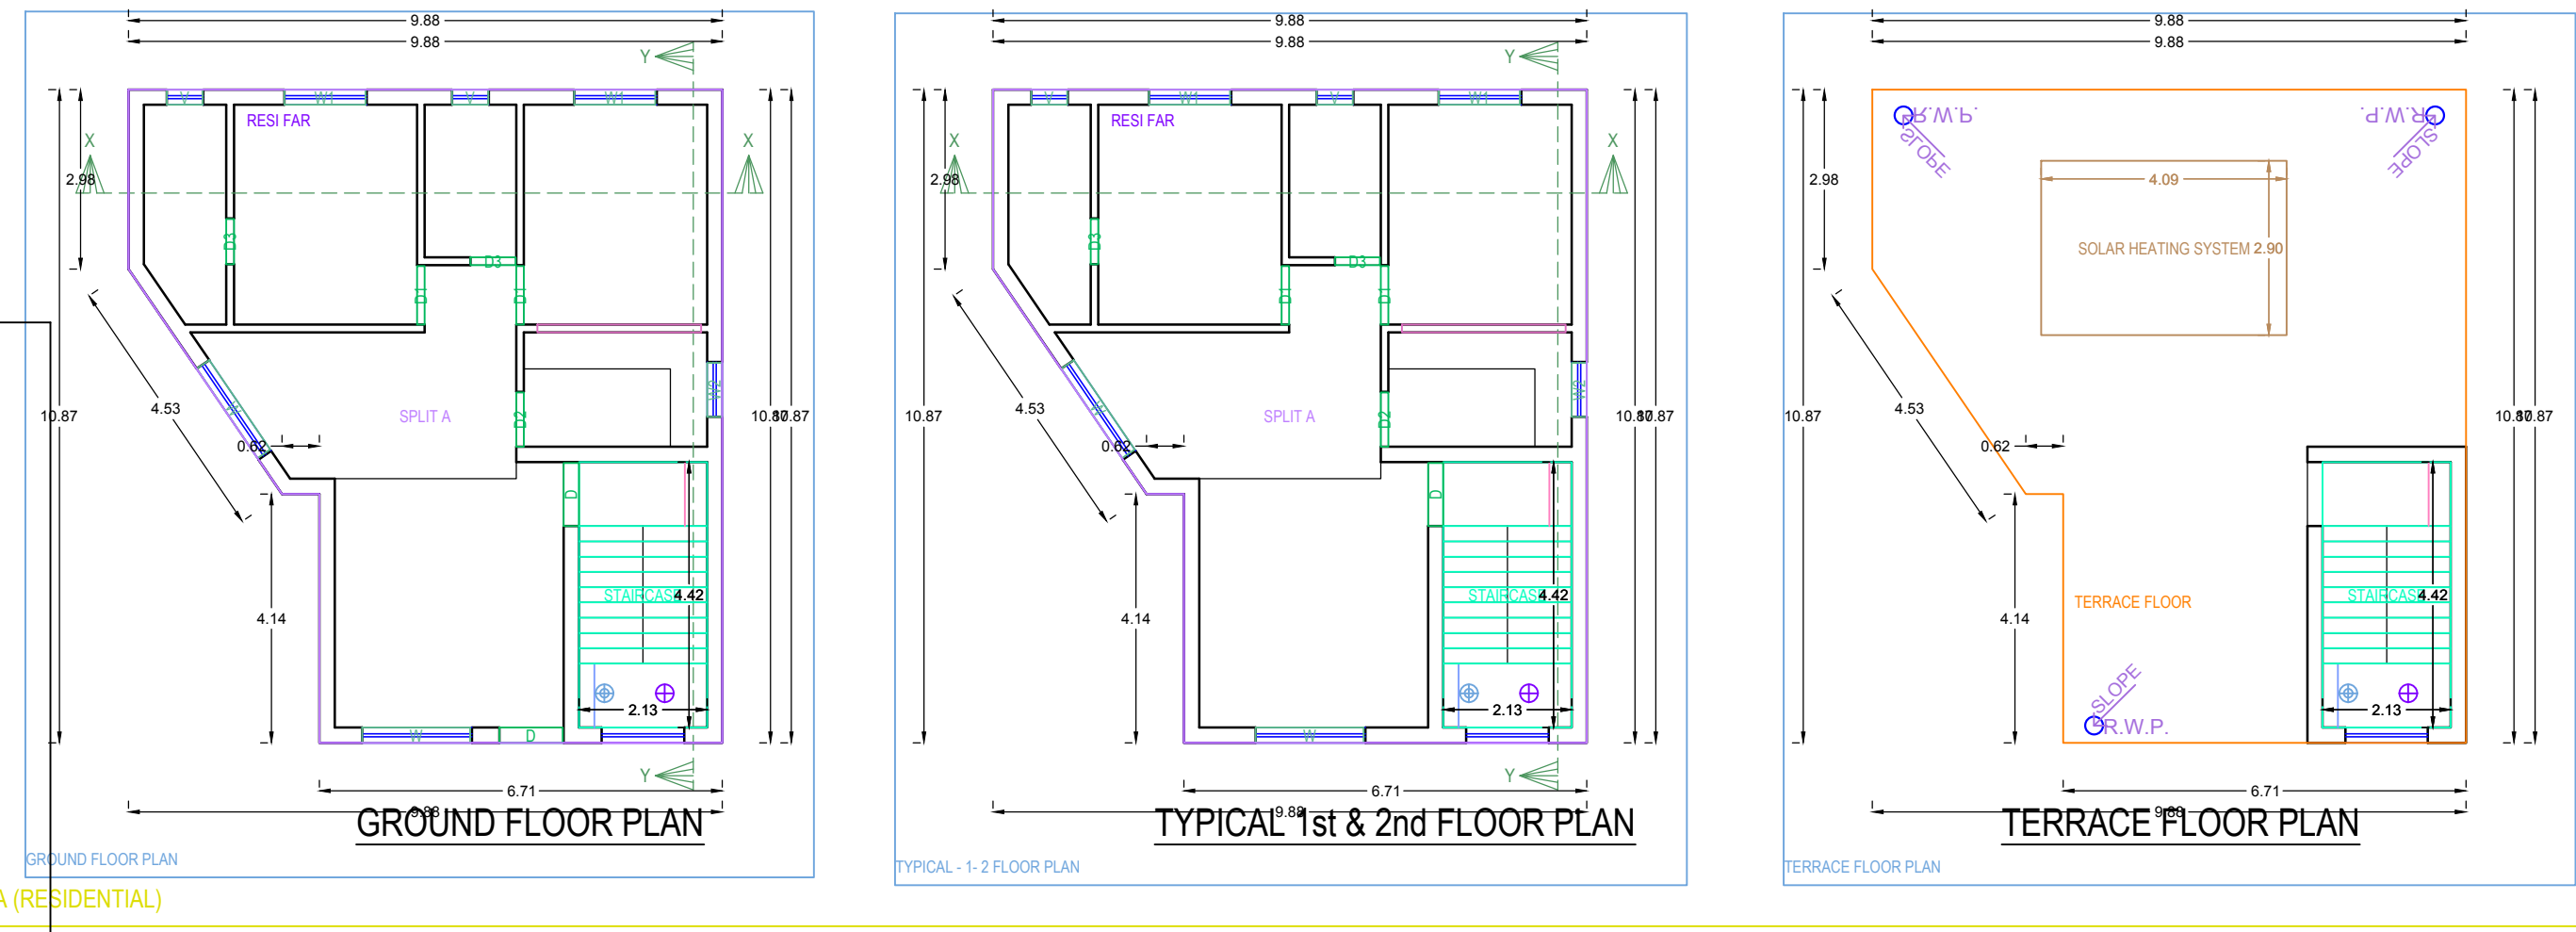 9.88
9.88
Y
V
W1
V
W1
RESI FAR
X
X
2.98
D3
D3
D1
D1
4.53
10.87
SPLIT A
D2
W2
10.87
10.87
0.62
W
D
STAIRCASE
4.42
4.14
2.13
W
D
Y
6.71
9.88
GROUND FLOOR PLAN
GROUND FLOOR PLAN
A (RESIDENTIAL)
9.88
9.88
Y
V
W1
V
W1
RESI FAR
X
X
2.98
D3
D3
D1
D1
4.53
10.87
SPLIT A
D2
W2
10.87
10.87
0.62
W
D
STAIRCASE
4.42
4.14
2.13
W
Y
6.71
9.88
TYPICAL 1st & 2nd FLOOR PLAN
TYPICAL - 1- 2 FLOOR PLAN
9.88
9.88
R.W.P.
SLOPE
R.W.P.
SLOPE
2.98
4.09
SOLAR HEATING SYSTEM
2.90
4.53
10.87
10.87
10.87
0.62
TERRACE FLOOR
STAIRCASE
4.42
4.14
SLOPE
R.W.P.
2.13
6.71
9.88
TERRACE FLOOR PLAN
TERRACE FLOOR PLAN